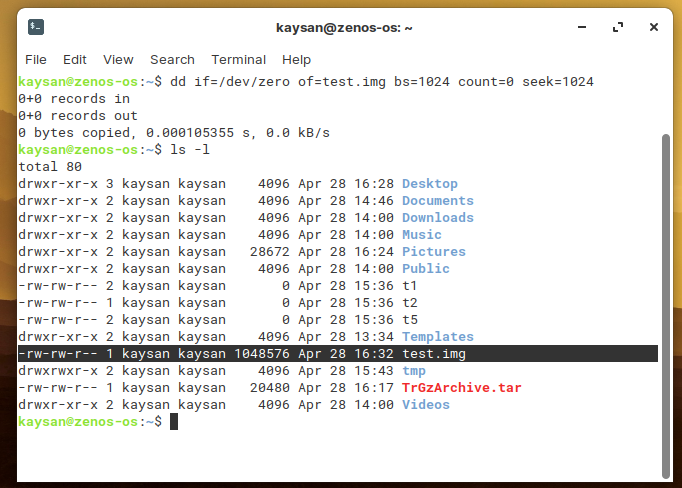 kaysan@zenos-os: ~
File Edit View Search Terminal Help
kaysan@zenos-os:~$ dd if=/dev/zero of=test.img bs=1024 count=0 seek=1024
0+0 records in
0+0 records out
0 bytes copied, 0.000105355 s, 0.0 kB/s
kaysan@zenos-os:~$ ls -l
total 80
drwxr-xr-x 3 kaysan kaysan    4096 Apr 28 16:28 Desktop
drwxr-xr-x 2 kaysan kaysan    4096 Apr 28 14:46 Documents
drwxr-xr-x 2 kaysan kaysan    4096 Apr 28 14:00 Downloads
drwxr-xr-x 2 kaysan kaysan    4096 Apr 28 14:00 Music
drwxr-xr-x 2 kaysan kaysan   28672 Apr 28 16:24 Pictures
drwxr-xr-x 2 kaysan kaysan    4096 Apr 28 14:00 Public
-rw-rw-r-- 2 kaysan kaysan       0 Apr 28 15:36 t1
-rw-rw-r-- 1 kaysan kaysan       0 Apr 28 15:36 t2
-rw-rw-r-- 2 kaysan kaysan       0 Apr 28 15:36 t5
drwxr-xr-x 2 kaysan kaysan    4096 Apr 28 13:34 Templates
-rw-rw-r-- 1 kaysan kaysan 1048576 Apr 28 16:32 test.img
drwxrwxr-x 2 kaysan kaysan    4096 Apr 28 15:43 tmp
-rw-rw-r-- 1 kaysan kaysan   20480 Apr 28 16:17 TrGzArchive.tar
drwxrwxr-x 2 kaysan kaysan    4096 Apr 28 14:00 Videos
kaysan@zenos-os:~$